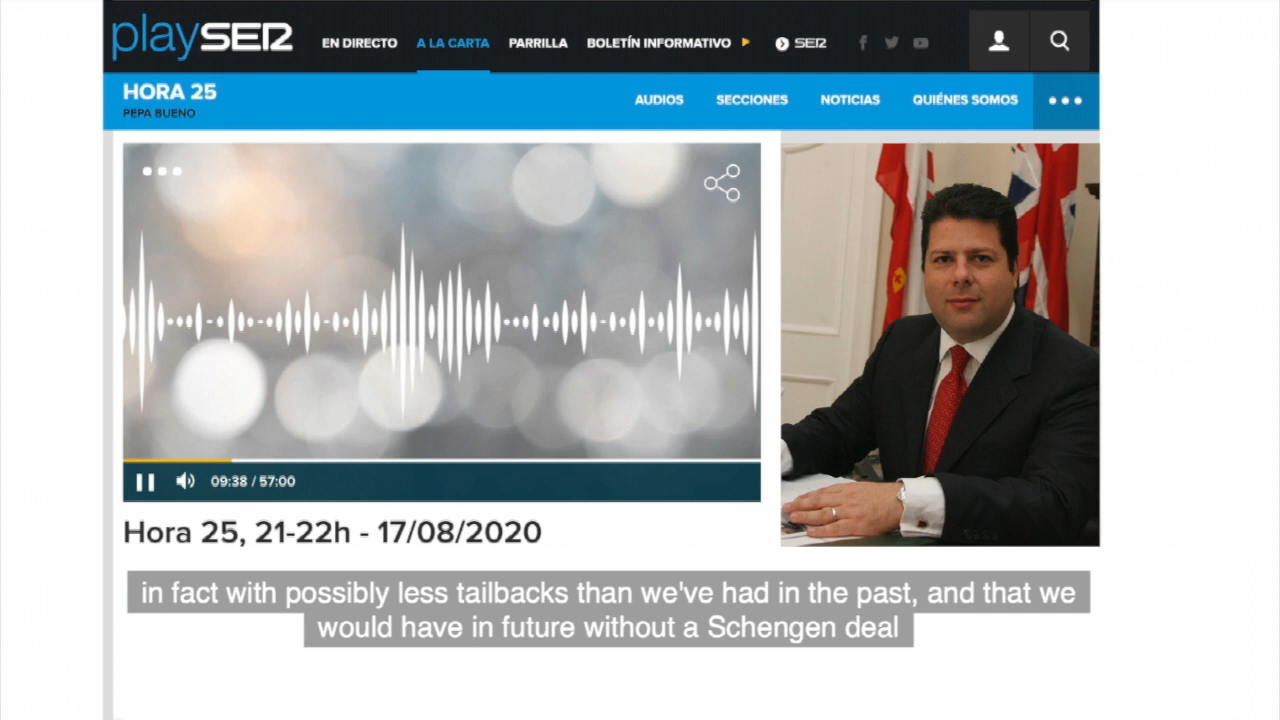 playSER
EN DIRECTO
A LA CARTA
PARRILLA
BOLETÍN INFORMATIVO
SER
HORA 25
PEPA BUENO
AUDIOS
SECCIONES
NOTICIAS
QUIÉNES SOMOS
09:38 / 57:00
Hora 25, 21-22h - 17/08/2020
in fact with possibly less tailbacks than we've had in the past, and that we
would have in future without a Schengen deal